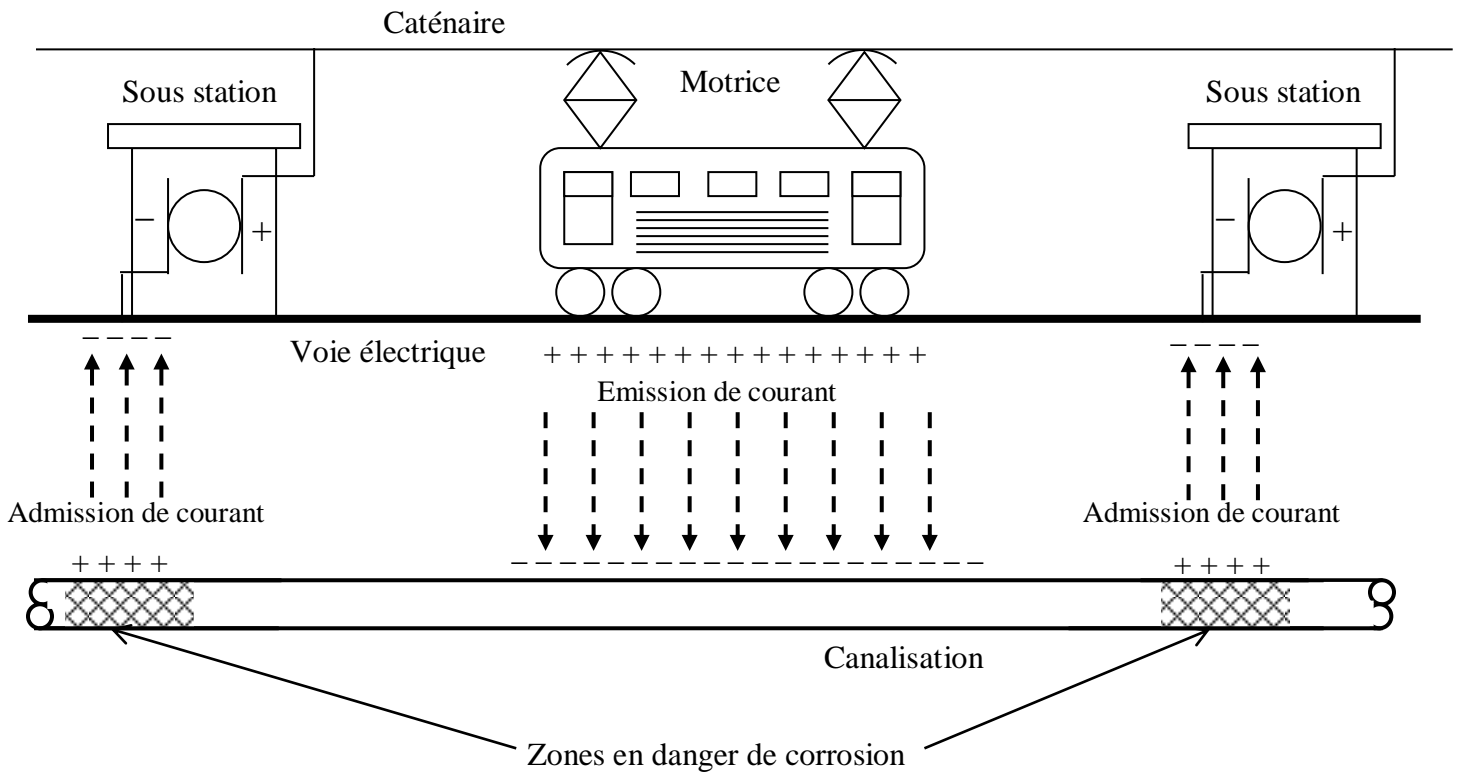 Caténaire
Motrice
Sous station
Sous station
− +
− +
− − − −
− − − −
Voie électrique
+ + + + + + + + + + + + + + +
Emission de courant
Admission de courant
Admission de courant
+ + + +
− − − − − − − − − − − − − − − − − − − −
+ + + +
Canalisation
Zones en danger de corrosion